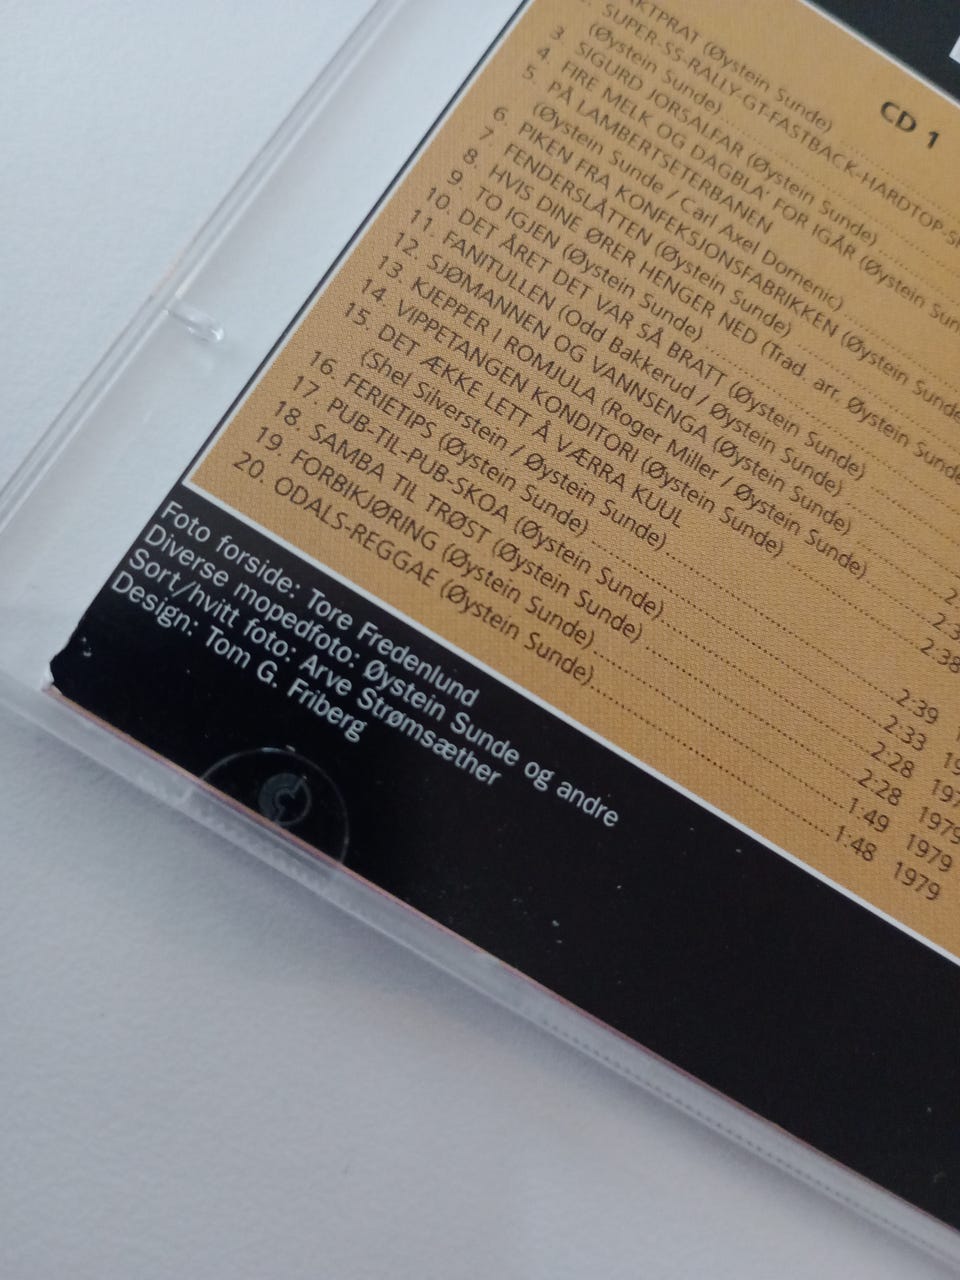 CD 1
(Øystein Sunde)
2. SUPER-SS-RALLY-GT-FASTBACK-HARDTOP-
(Øystein Sunde)
3. SIGURD JORSALFAR (Øystein Sunde)
4. FIRE MELK OG DAGBLA' FOR IGÅR (Øystein
5. PÅ LAMBERTSETERBANEN
(Øystein Sunde / Carl Axel Domenic)
6. PIKEN FRA KONFEKSJONSFABRIKKEN (Øystein Sunde
7. FENDERSLÅTTEN (Øystein Sunde)
8. HVIS DINE ØRER HENGER NED (Trad. arr. Øystein Sunde
9. TO IGJEN (Øystein Sunde)
10. DET ÅRET DET VAR SÅ BRATT (Øystein Sunde)
11. FANITULLEN (Odd Bakkerud / Øystein Sunde)
12. SJØMANNEN OG VANNSENGA (Øystein Sunde)
13. KJEPPER I ROMJULA (Roger Miller / Øystein Sunde)
14. VIPPETANGEN KONDITORI (Øystein Sunde)
15. DET ÆKKE LETT Å VÆRRA KUUL
(Shel Silverstein / Øystein Sunde) 2:39
16. FERIETIPS (Øystein Sunde) 2:33
17. PUB-TIL-PUB-SKOA (Øystein Sunde) 2:28
18. SAMBA TIL TRØST (Øystein Sunde) 2:28 1979
19. FORBIKJØRING (Øystein Sunde) 1:49 1979
20. ODALS-REGGAE (Øystein Sunde) 1:48 1979
Foto forside: Tore Fredenlund
Diverse mopedfoto: Øystein Sunde og andre
Sort/hvitt foto: Arve Strømsæther
Design: Tom G. Friberg